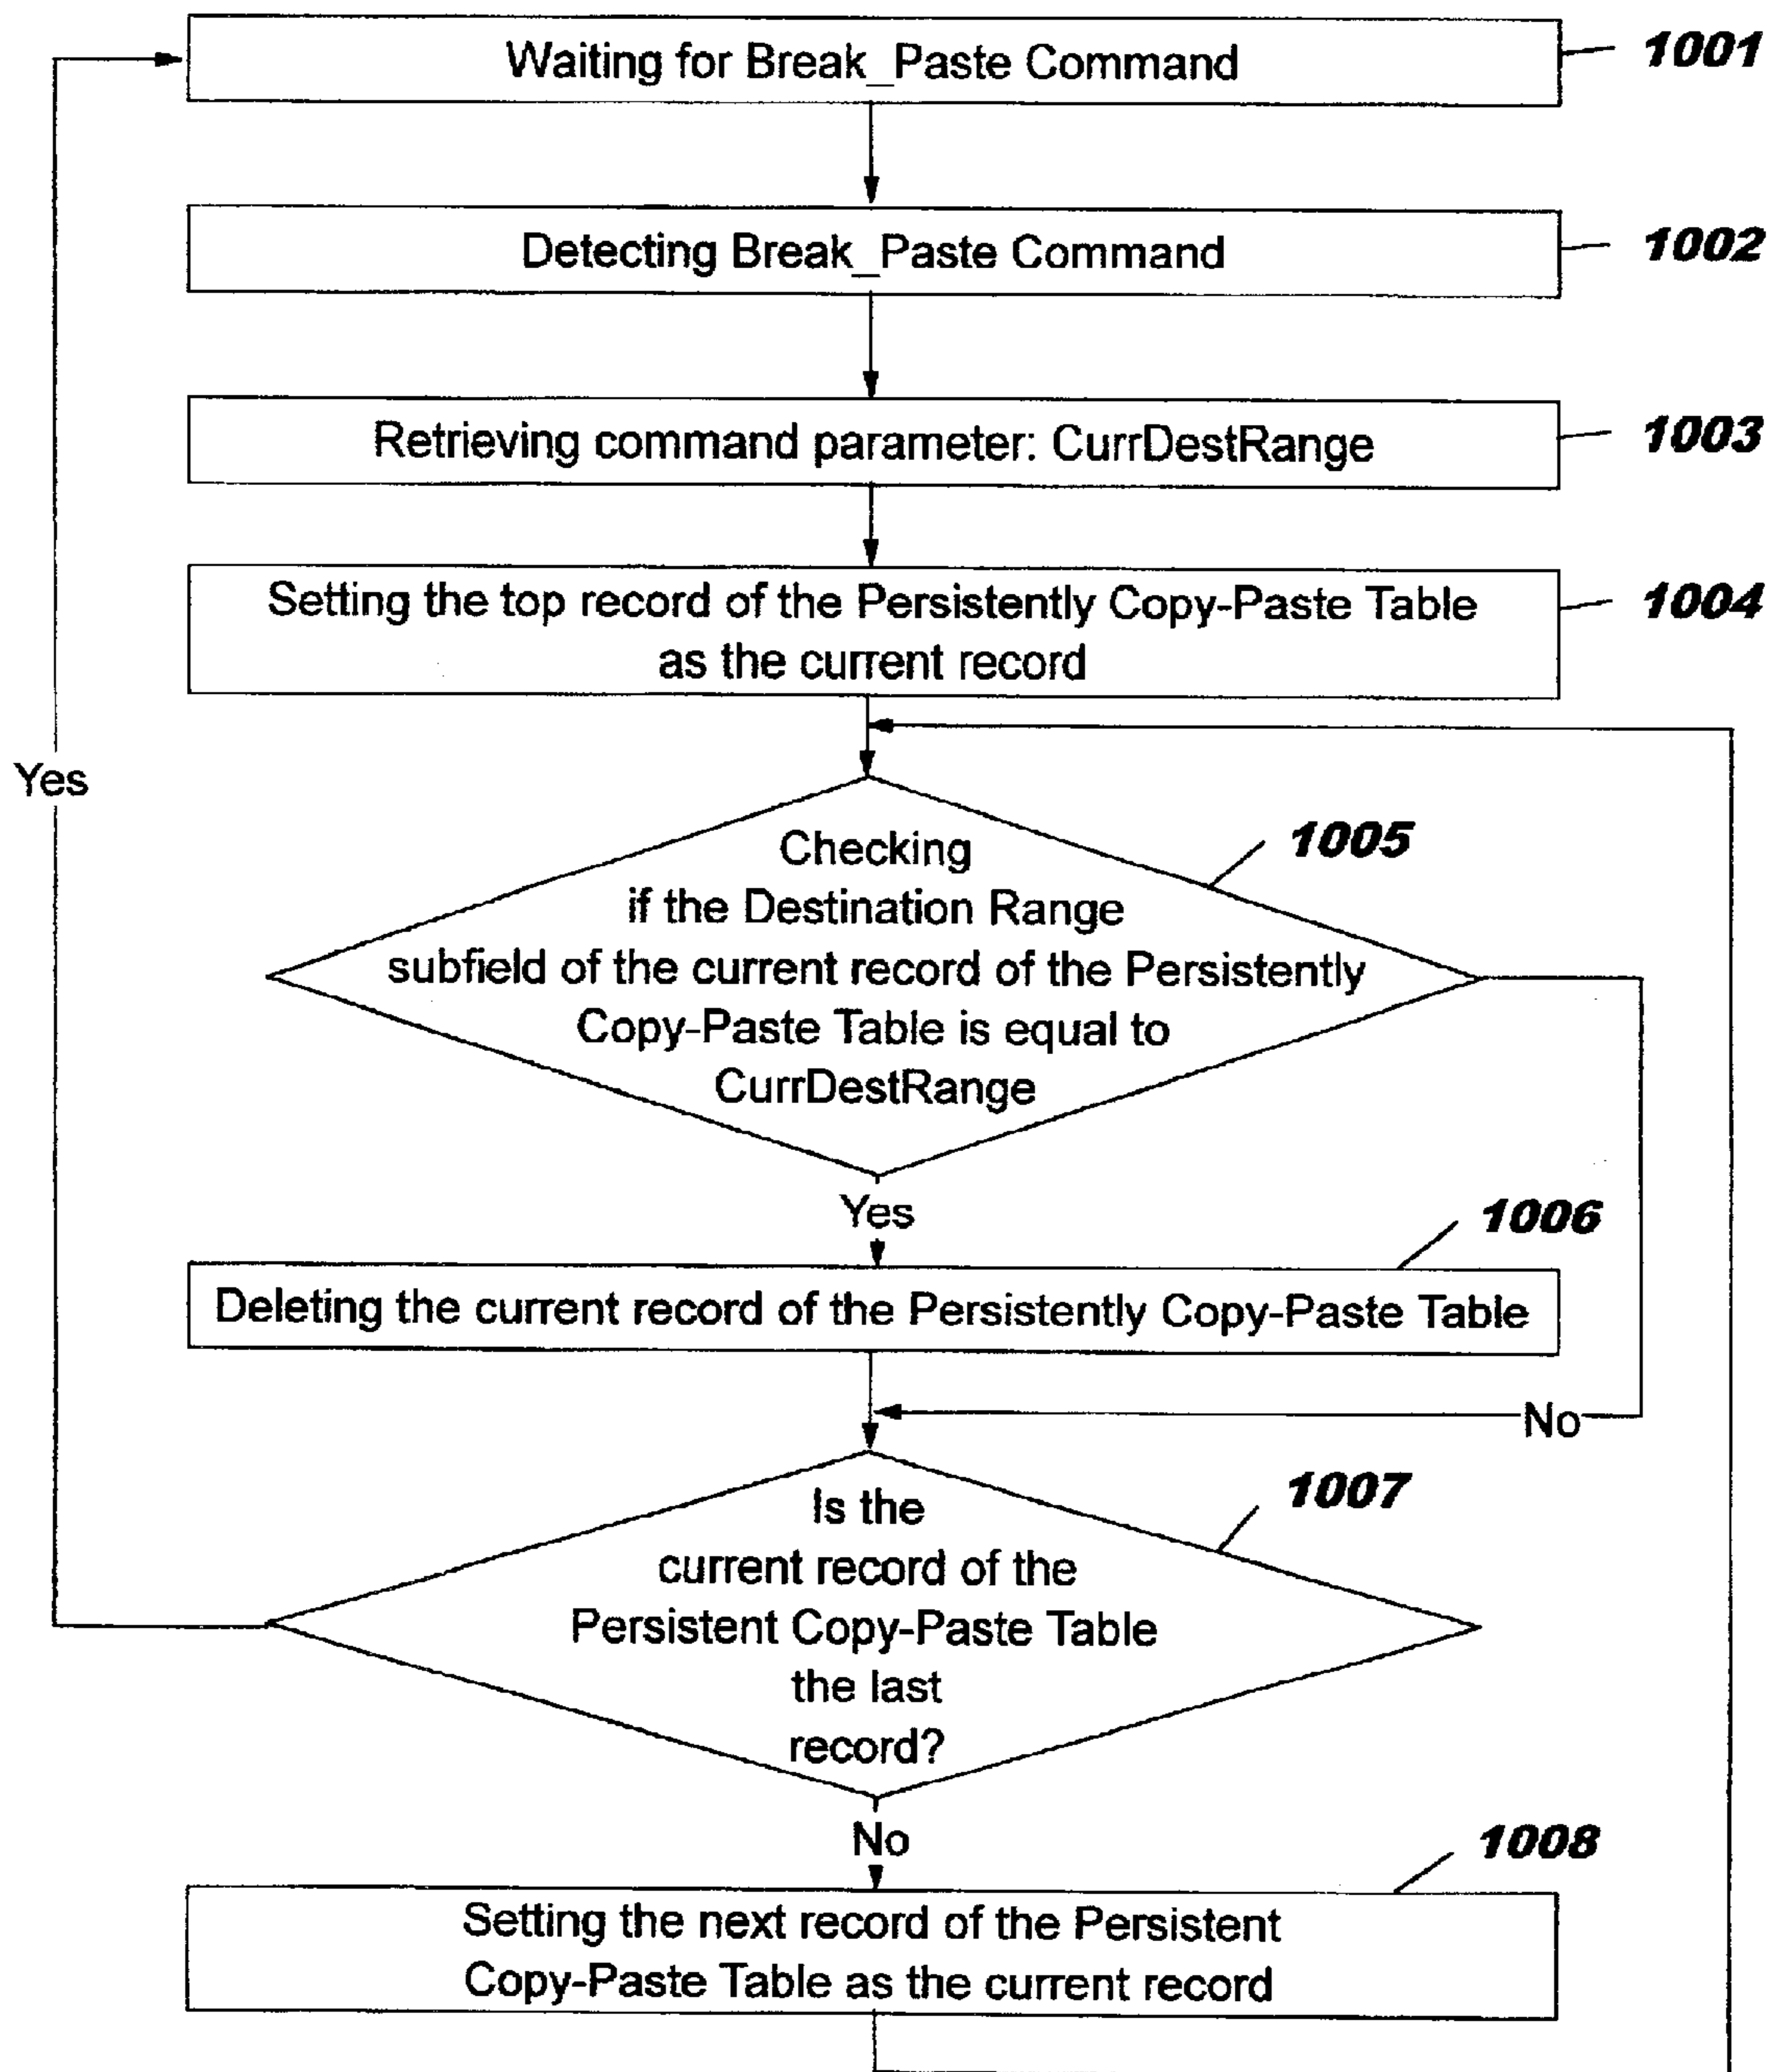 Waiting for Break_Paste Command
1001
Detecting Break_Paste Command
1002
Retrieving command parameter: CurrDestRange
1003
Setting the top record of the Persistently Copy-Paste Table
as the current record
1004
Yes
Checking
if the Destination Range
subfield of the current record of the Persistently
Copy-Paste Table is equal to
CurrDestRange
1005
Yes
1006
Deleting the current record of the Persistently Copy-Paste Table
No
Is the
current record of the
Persistent Copy-Paste Table
the last
record?
1007
No
1008
Setting the next record of the Persistent
Copy-Paste Table as the current record